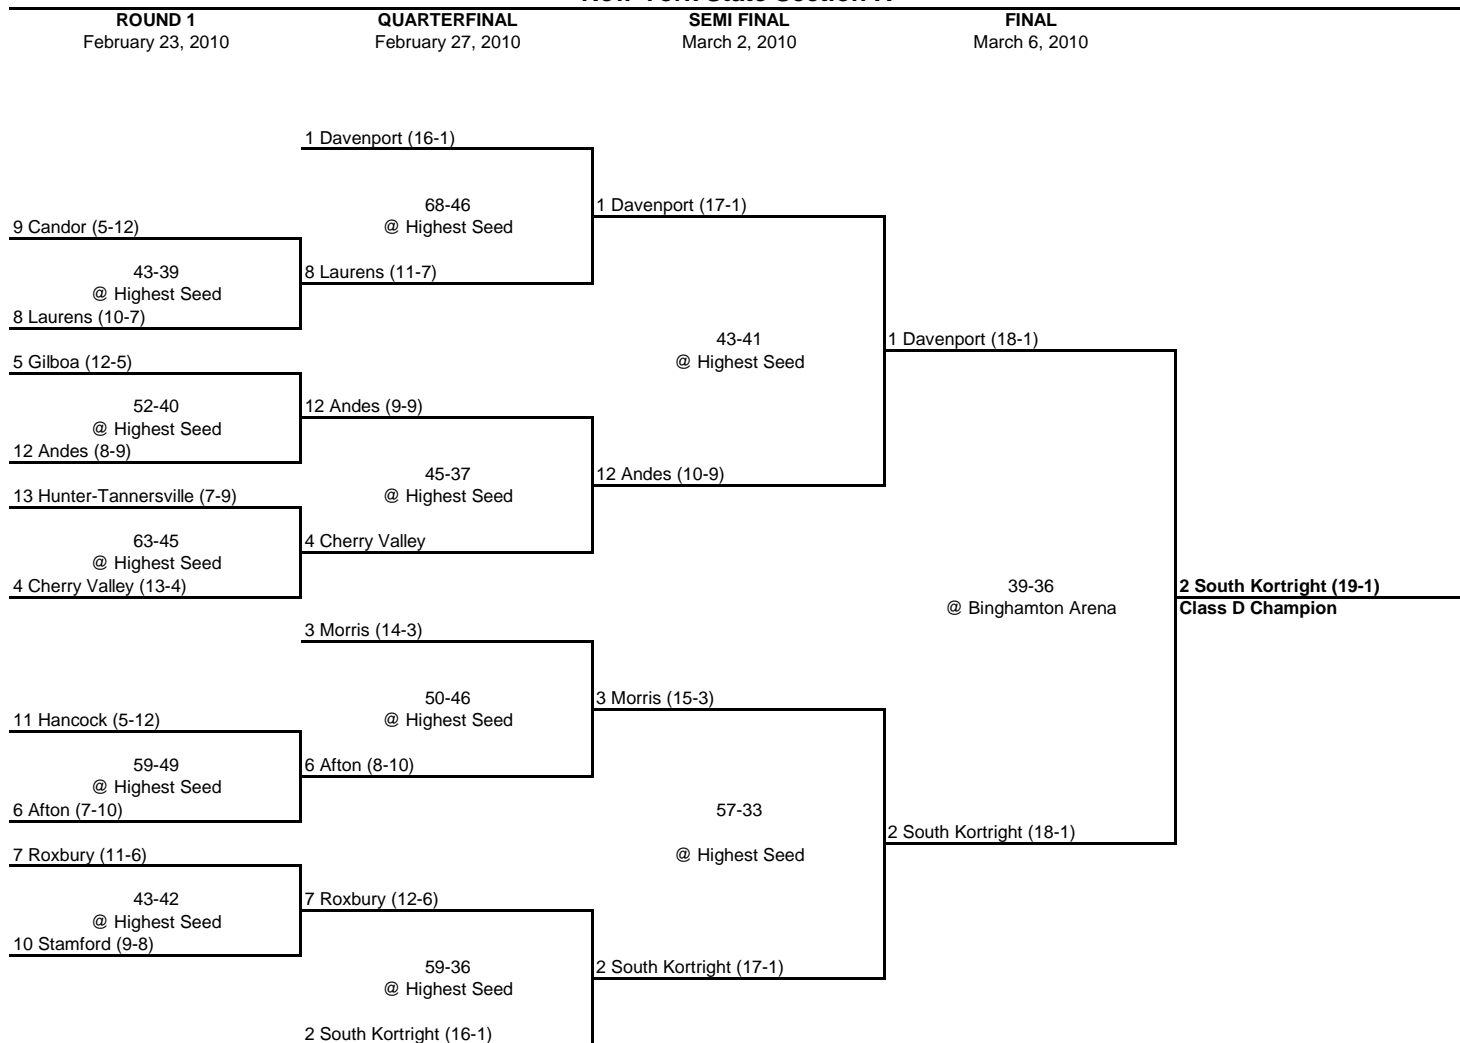 ROUND 1 QUARTERFINAL SEMI FINAL FINAL
February 23, 2010 February 27, 2010 March 2, 2010 March 6, 2010
1 Davenport (16-1)
68-46
@ Highest Seed
1 Davenport (17-1)
9 Candor (5-12)
43-39
@ Highest Seed
8 Laurens (11-7)
8 Laurens (10-7)
43-41
@ Highest Seed
1 Davenport (18-1)
5 Gilboa (12-5)
52-40
@ Highest Seed
12 Andes (9-9)
12 Andes (8-9)
45-37
@ Highest Seed
12 Andes (10-9)
13 Hunter-Tannersville (7-9)
63-45
@ Highest Seed
4 Cherry Valley
4 Cherry Valley (13-4)
39-36
@ Binghamton Arena
2 South Kortright (19-1)
Class D Champion
3 Morris (14-3)
50-46
@ Highest Seed
3 Morris (15-3)
11 Hancock (5-12)
59-49
@ Highest Seed
6 Afton (8-10)
6 Afton (7-10)
57-33
@ Highest Seed
2 South Kortright (18-1)
7 Roxbury (11-6)
43-42
@ Highest Seed
7 Roxbury (12-6)
10 Stamford (9-8)
59-36
@ Highest Seed
2 South Kortright (17-1)
2 South Kortright (16-1)